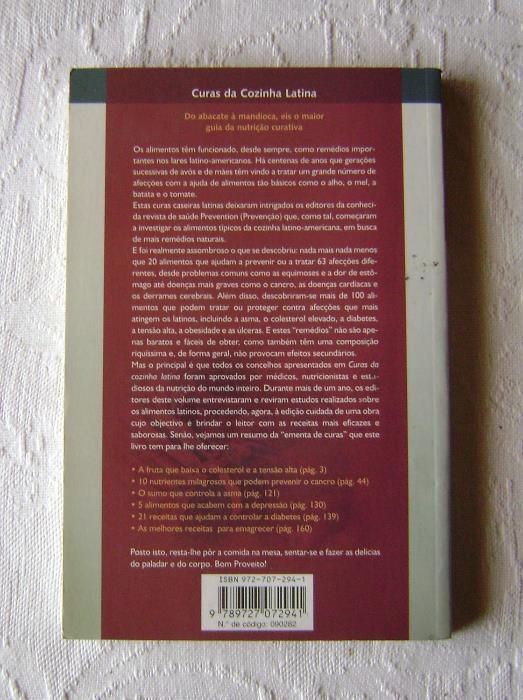 Curas da Cozinha Latina
Do abacate à mandioca, eis o maior
guia da nutrição curativa
Os alimentos têm funcionado, desde sempre, como remédios impor-
tantes nos lares latino-americanos. Há centenas de anos que gerações
sucessivas de avós e de mães têm vindo a tratar um grande número de
afecções com a ajuda de alimentos tão básicos como o alho, o mel, a
batata e o tomate.
Estas curas caseiras latinas deixaram intrigados os editores da conheci-
da revista de saúde Prevention (Prevenção) que, como tal, começaram
a investigar os alimentos típicos da cozinha latino-americana, em busca
de mais remédios naturais.
E foi realmente assombroso o que se descobriu: nada mais nada menos
que 20 alimentos que ajudam a prevenir ou a tratar 63 afecções dife-
rentes, desde problemas comuns como as equimoses e a dor de estô-
mago até doenças mais graves como o cancro, as doenças cardíacas e
os derrames cerebrais. Além disso, descobriram-se mais de 100 ali-
mentos que podem tratar ou proteger contra afecções que mais
atingem os latinos, incluindo a asma, o colesterol elevado, a diabetes,
a tensão alta, a obesidade e as úlceras. E estes "remédios" não são ape-
nas baratos e fáceis de obter, como também têm uma composição
riquíssima e, de forma geral, não provocam efeitos secundários.
Mas o principal é que todos os conselhos apresentados em Curas da
cozinha latina foram aprovados por médicos, nutricionistas e estu-
diosos da nutrição do mundo inteiro. Durante mais de um ano, os edi-
tores deste volume entrevistaram e reviram estudos realizados sobre
os alimentos latinos, procedendo, agora, à edição cuidada de uma obra
cujo objectivo é brindar o leitor com as receitas mais eficazes e
saborosas. Senão, vejamos um resumo da "ementa de curas" que este
livro tem para lhe oferecer:
• A fruta que baixa o colesterol e a tensão alta (pág. 3)
• 10 nutrientes milagrosos que podem prevenir o cancro (pág. 44)
• O sumo que controla a asma (pág. 121)
• 5 alimentos que acabam com a depressão (pág. 130)
• 21 receitas que ajudam a controlar a diabetes (pág. 139)
• As melhores receitas para emagrecer (pág. 160)
Posto isto, resta-lhe pôr a comida na mesa, sentar-se e fazer as delícias
do paladar e do corpo. Bom Proveito!
ISBN 972-707-294-1
9 789727 072941
N.º de código: 090282